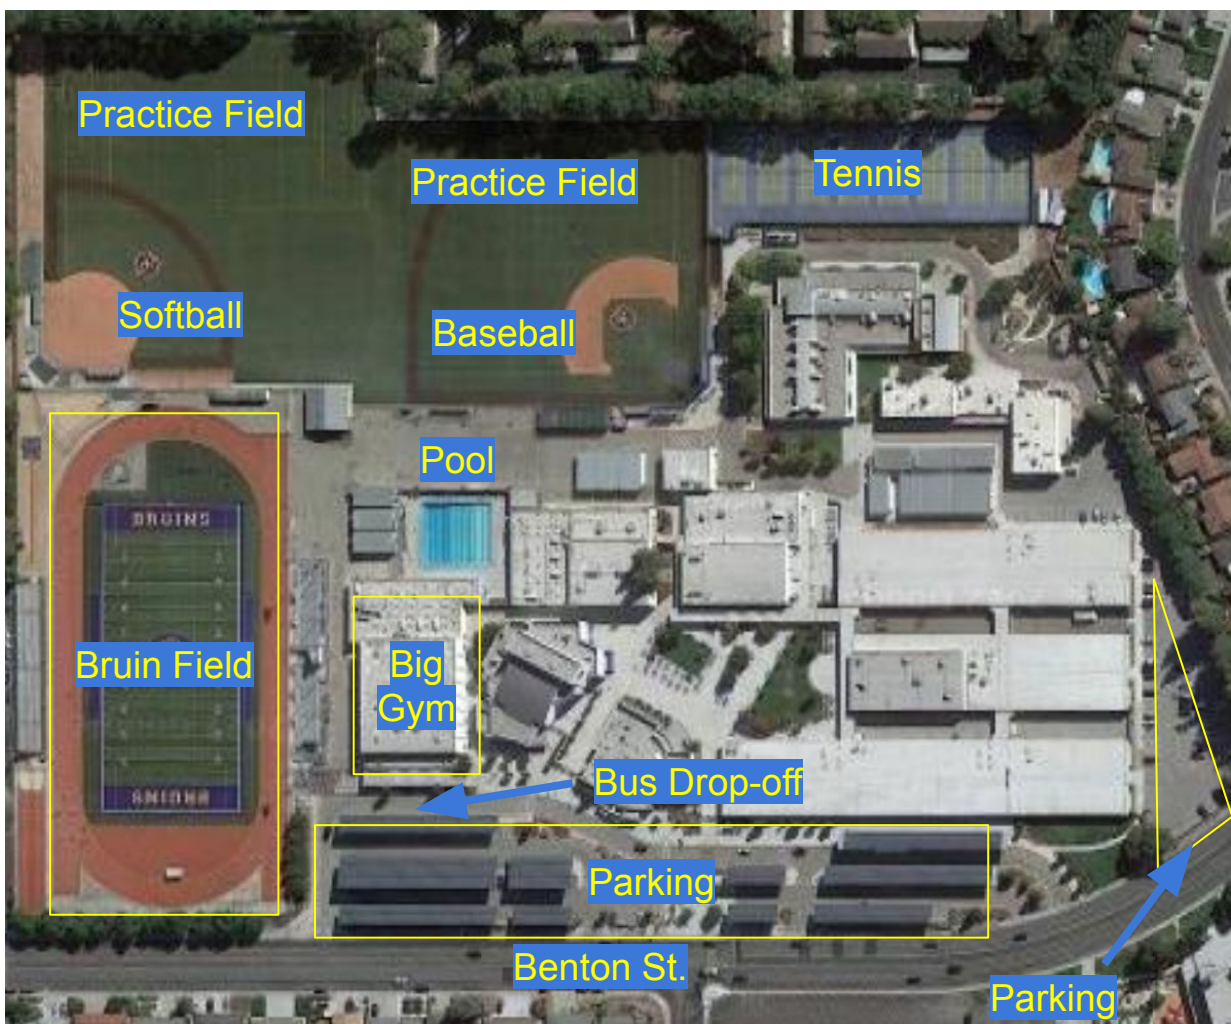 Practice Field
Practice Field
Tennis
Softball
Baseball
Pool
BRUINS
Bruin Field
Big
Gym
Bus Drop-off
BRUINS
Parking
Benton St.
Parking